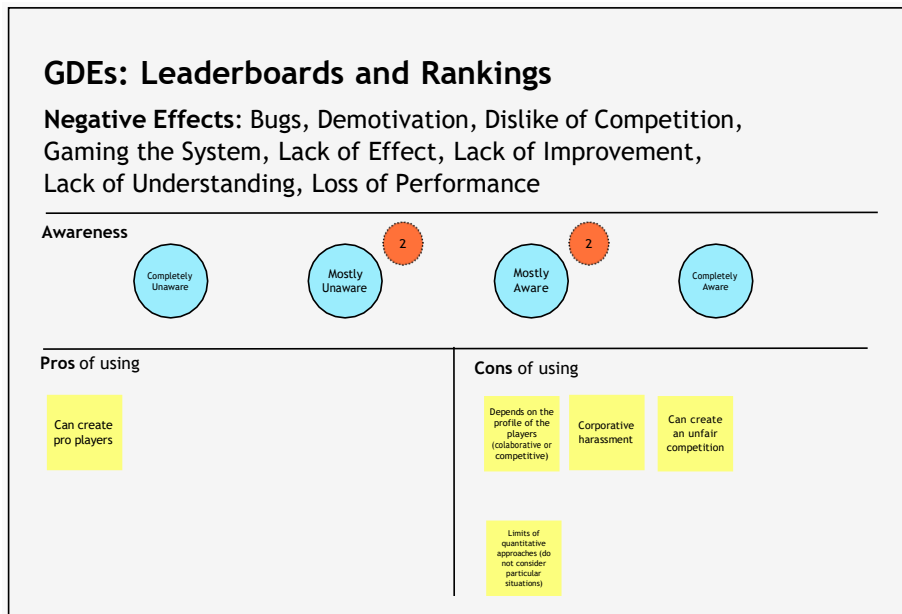 GDEs: Leaderboards and Rankings
Negative Effects: Bugs, Demotivation, Dislike of Competition,
Gaming the System, Lack of Effect, Lack of Improvement,
Lack of Understanding, Loss of Performance
Awareness
Completely
Unaware
Mostly
Unaware
2
Mostly
Aware
2
Completely
Aware
Pros of using
Can create
pro players
Cons of using
Depends on the
profile of the
players
(colaborative or
competitive)
Corporative
harassment
Can create
an unfair
competition
Limits of
quantitative
approaches (do
not consider
particular
situations)